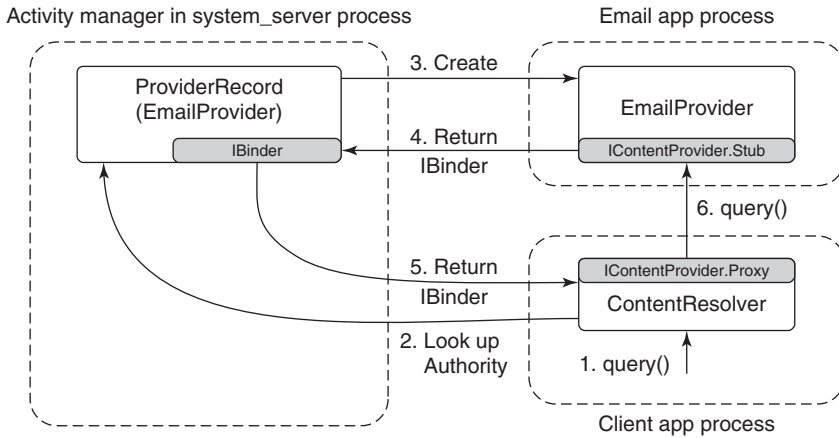 Activity manager in system_server process
Email app process
ProviderRecord
(EmailProvider)
IBinder
3. Create
4. Return
IBinder
EmailProvider
IContentProvider.Stub
6. query()
5. Return
IBinder
IContentProvider.Proxy
ContentResolver
2. Look up
Authority
1. query()
Client app process